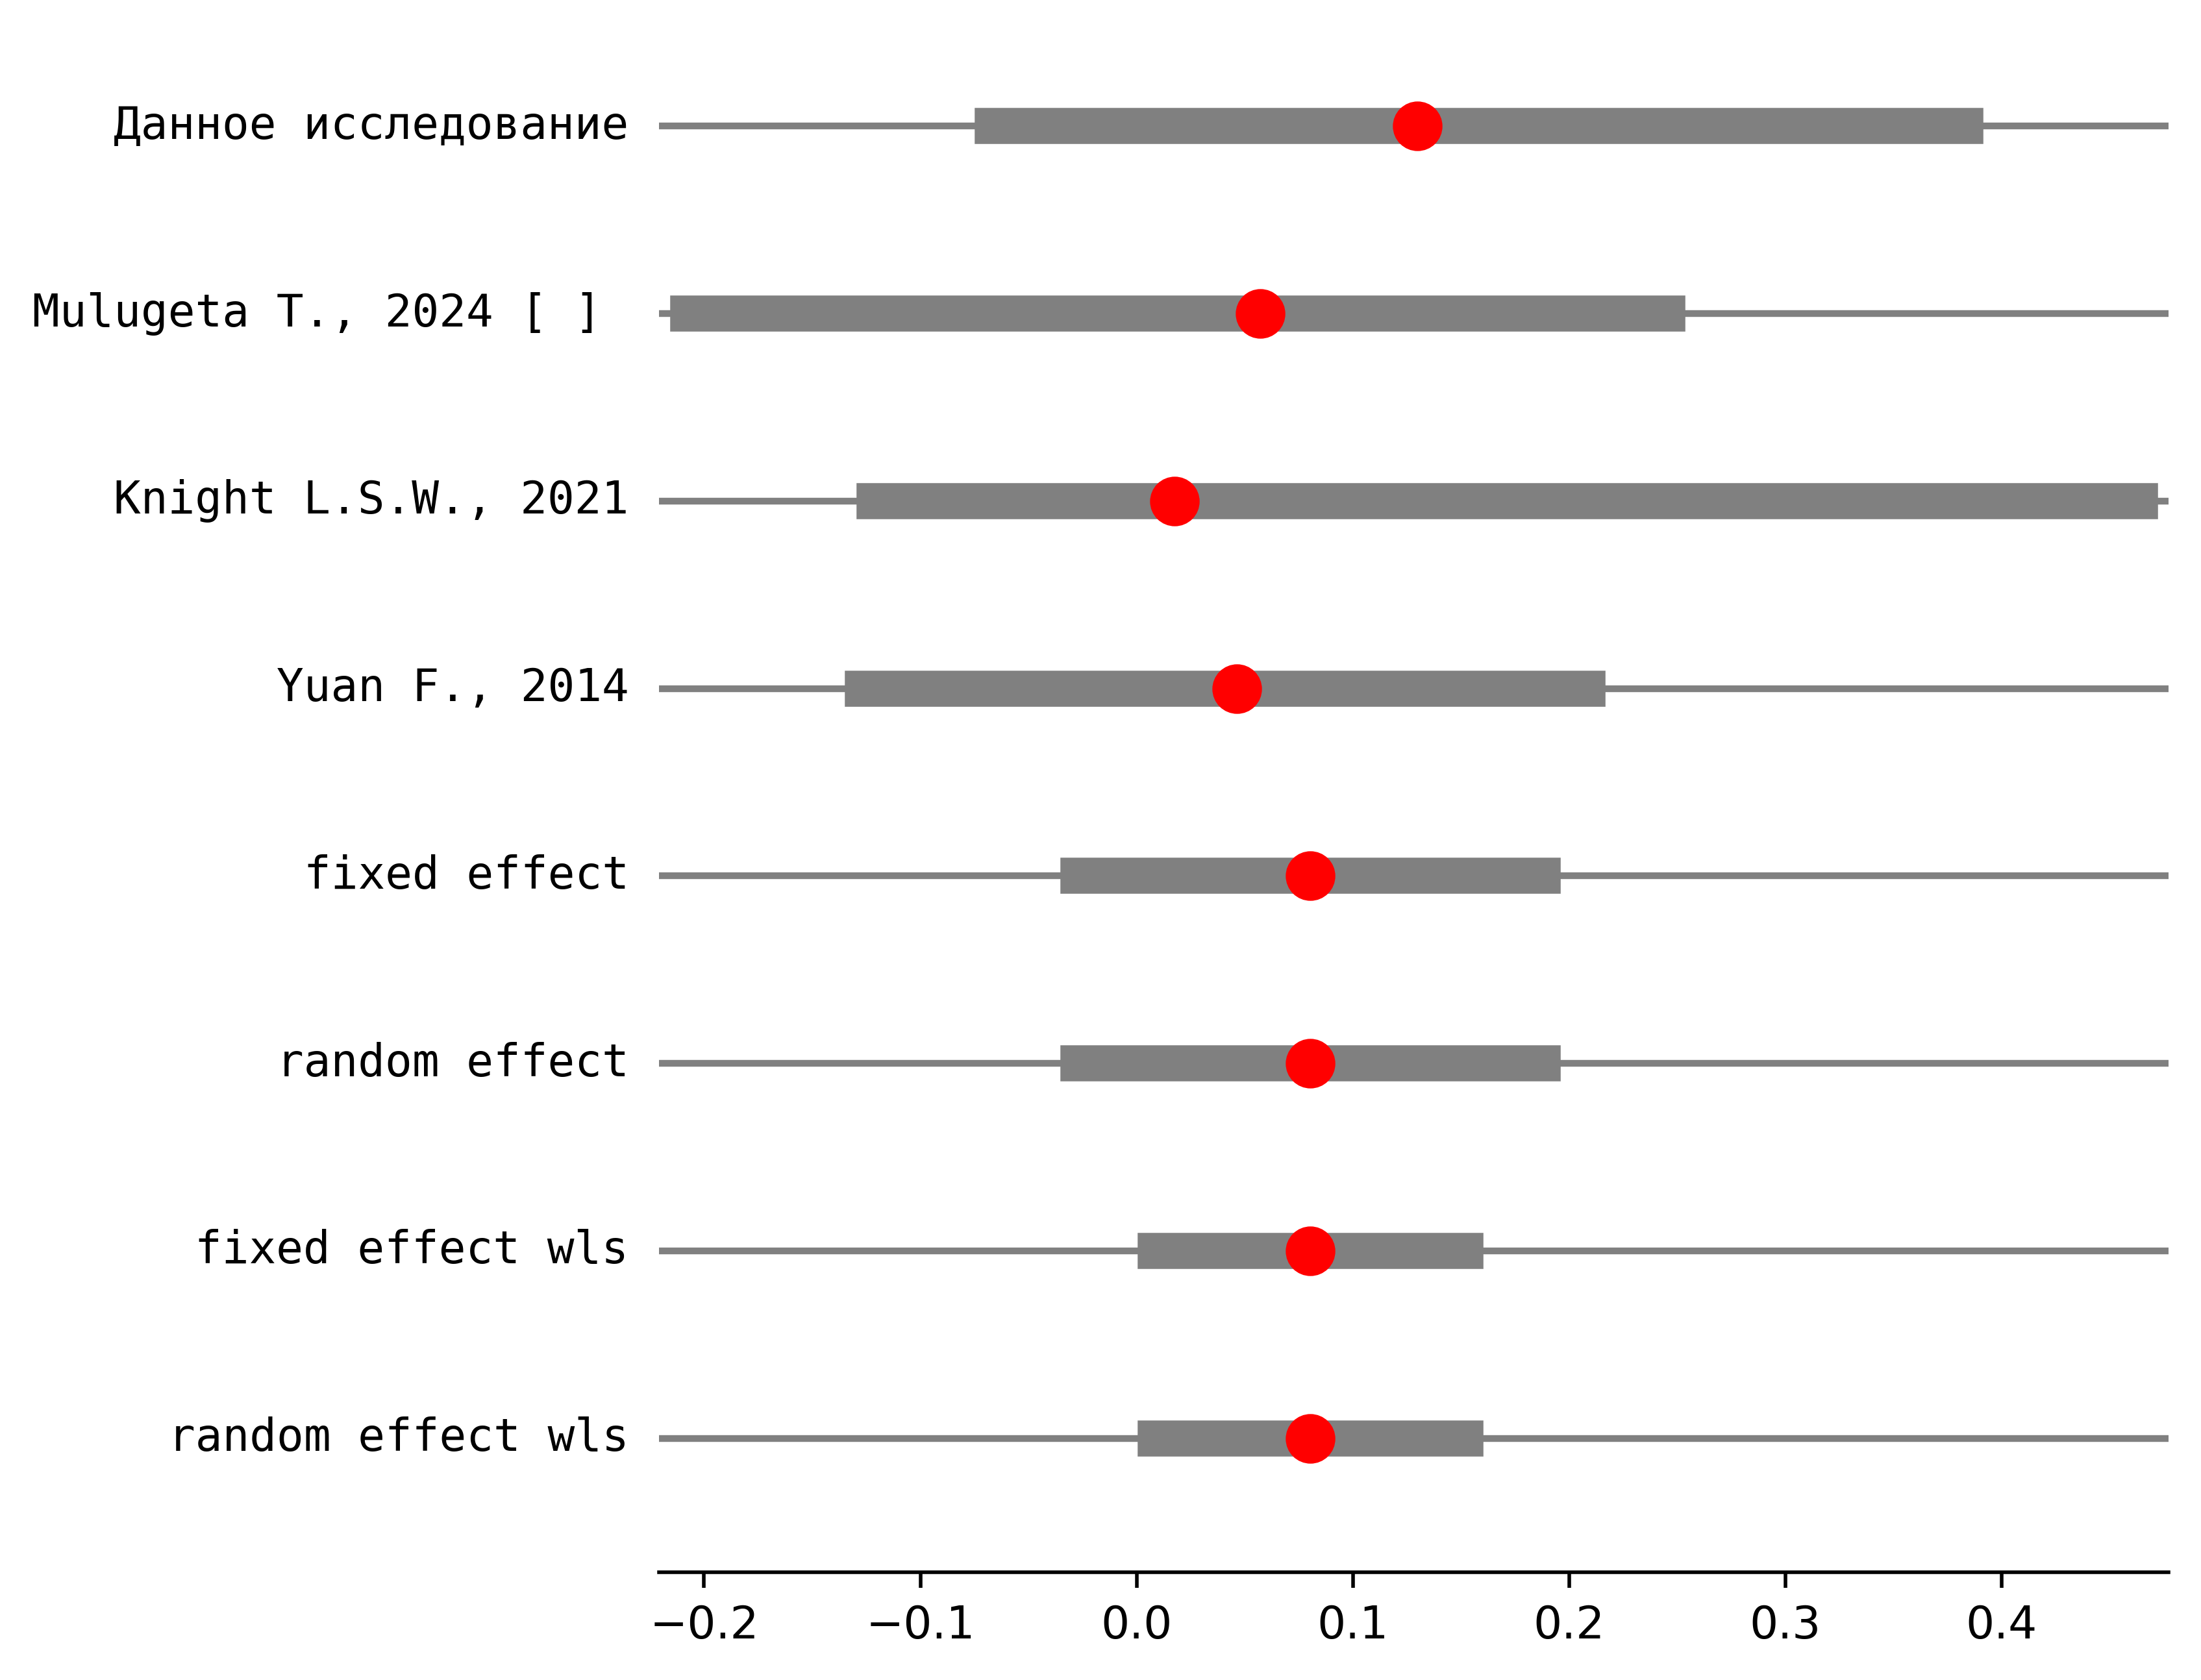 Данное исследование
Mulugeta T., 2024 [ ]
Knight L.S.W., 2021
Yuan F., 2014
fixed effect
random effect
fixed effect wls
random effect wls
−0.2 −0.1 0.0 0.1 0.2 0.3 0.4